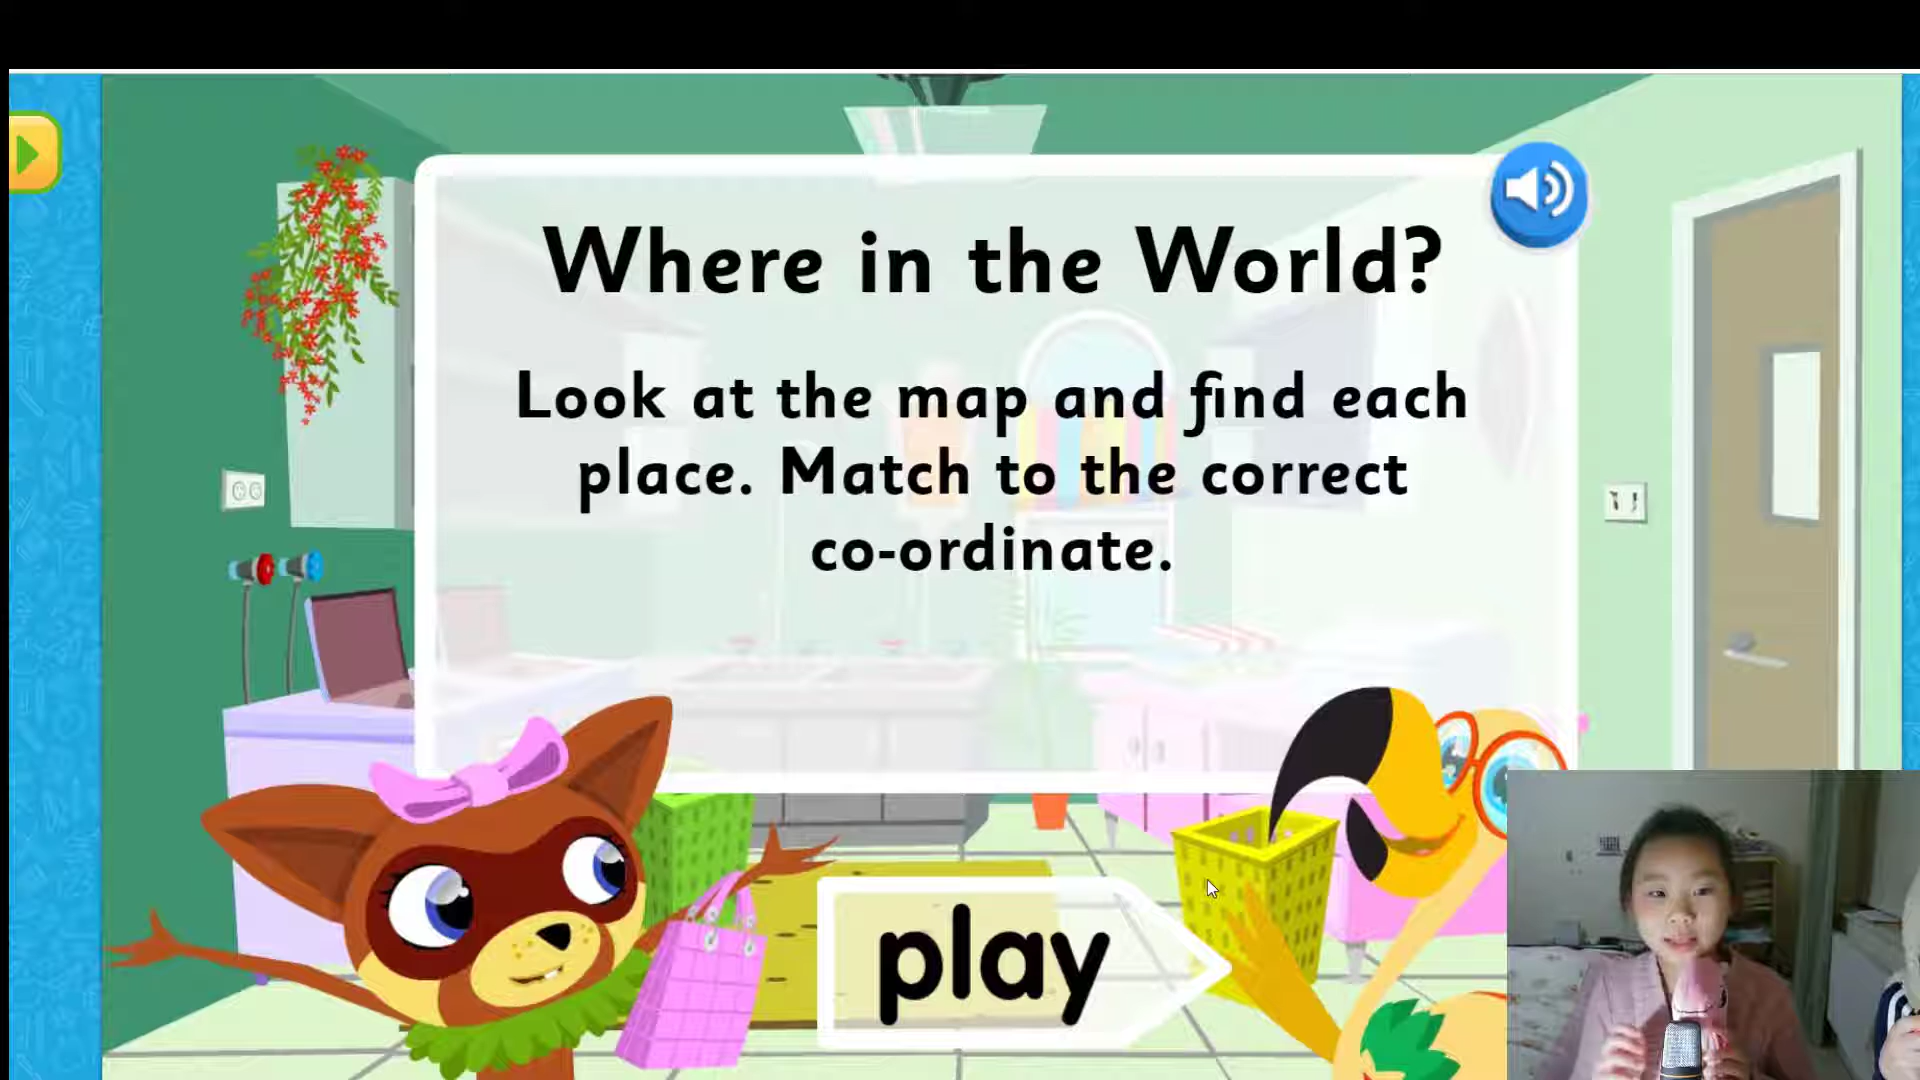 Where in the World?
Look at the map and find each
place. Match to the correct
co-ordinate.
play